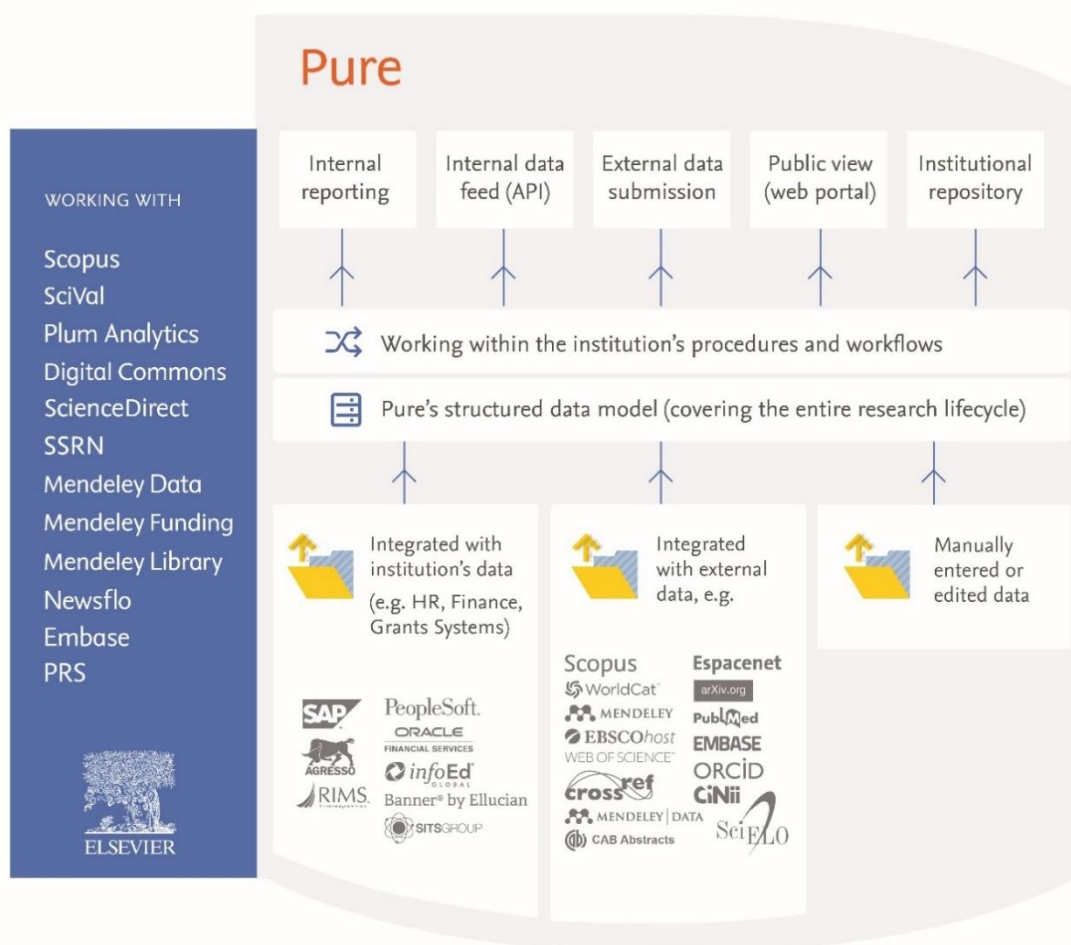 Pure
WORKING WITH
Scopus
SciVal
Plum Analytics
Digital Commons
ScienceDirect
SSRN
Mendeley Data
Mendeley Funding
Mendeley Library
Newsflo
Embase
PRS
ELSEVIER
Internal
reporting
Internal data
feed (API)
External data
submission
Public view
(web portal)
Institutional
repository
Working within the institution's procedures and workflows
Pure's structured data model (covering the entire research lifecycle)
Integrated with
institution's data
(e.g. HR, Finance,
Grants Systems)
SAP
AGRESSO
RIMS.
PeopleSoft.
ORACLE
FINANCIAL SERVICES
infoEd
GLOBAL
Banner® by Ellucian
SITSGROUP
Integrated
with external
data, e.g.
Scopus
WorldCat®
MENDELEY
EBSCOhost
WEB OF SCIENCE™
crossref
MENDELEY | DATA
CAB Abstracts
Espacenet
arXiv.org
PubMed
EMBASE
ORCID
CiNii
SciELO
Manually
entered or
edited data